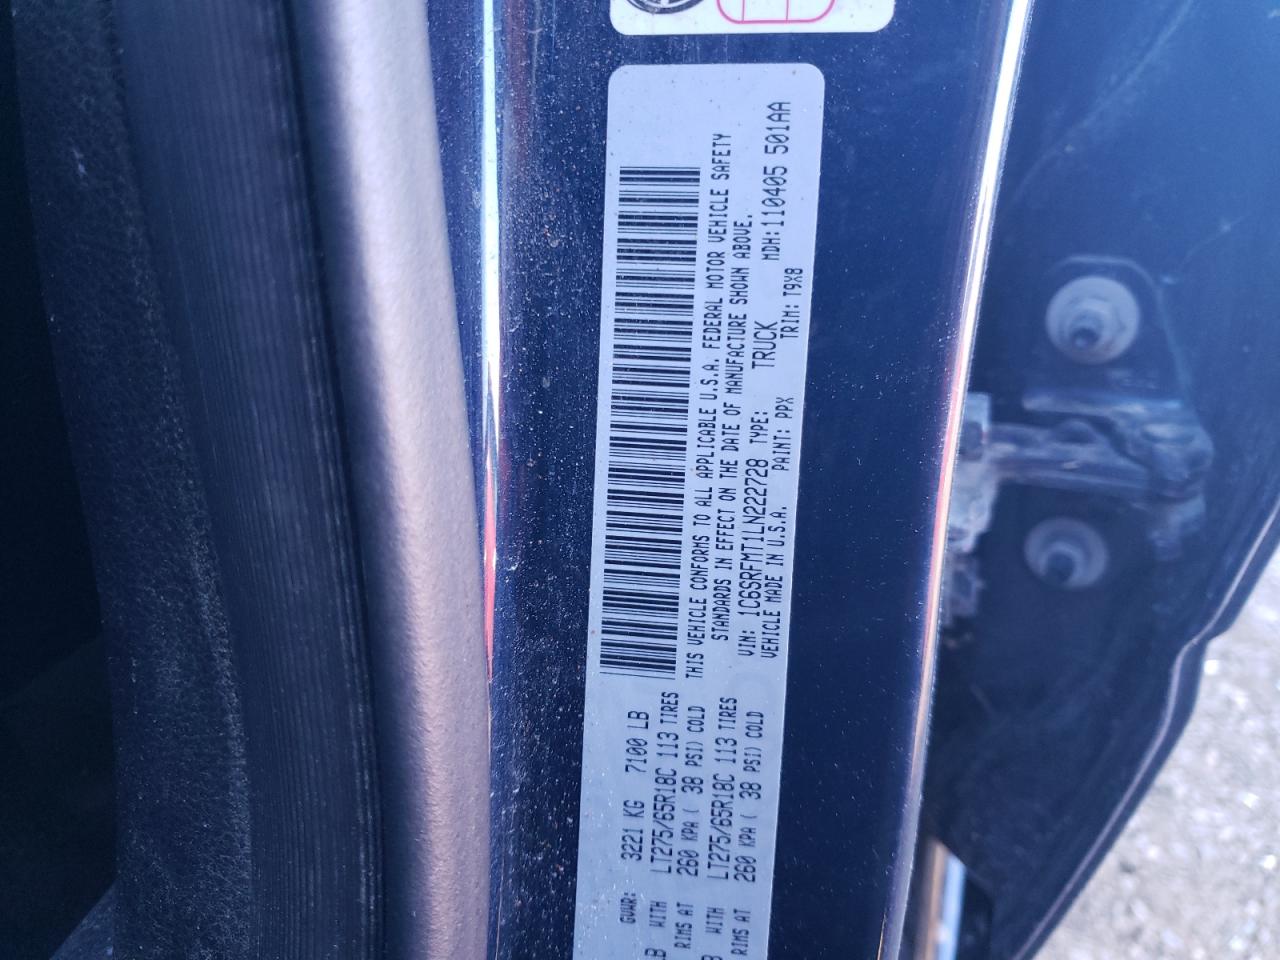 GVWR: 3221 KG 7100 LB
LB WITH LT275/65R18C 113 TIRES
RIMS AT 260 KPA ( 38 PSI) COLD
B WITH LT275/65R18C 113 TIRES
RIMS AT 260 KPA ( 38 PSI) COLD
THIS VEHICLE CONFORMS TO ALL APPLICABLE U.S.A. FEDERAL MOTOR VEHICLE SAFETY
STANDARDS IN EFFECT ON THE DATE OF MANUFACTURE SHOWN ABOVE.
VIN: 1C6SRFMT1LN222728 TYPE: TRUCK MDH:110405 501AA
VEHICLE MADE IN U.S.A. PAINT: PPX TRIM: T9X8